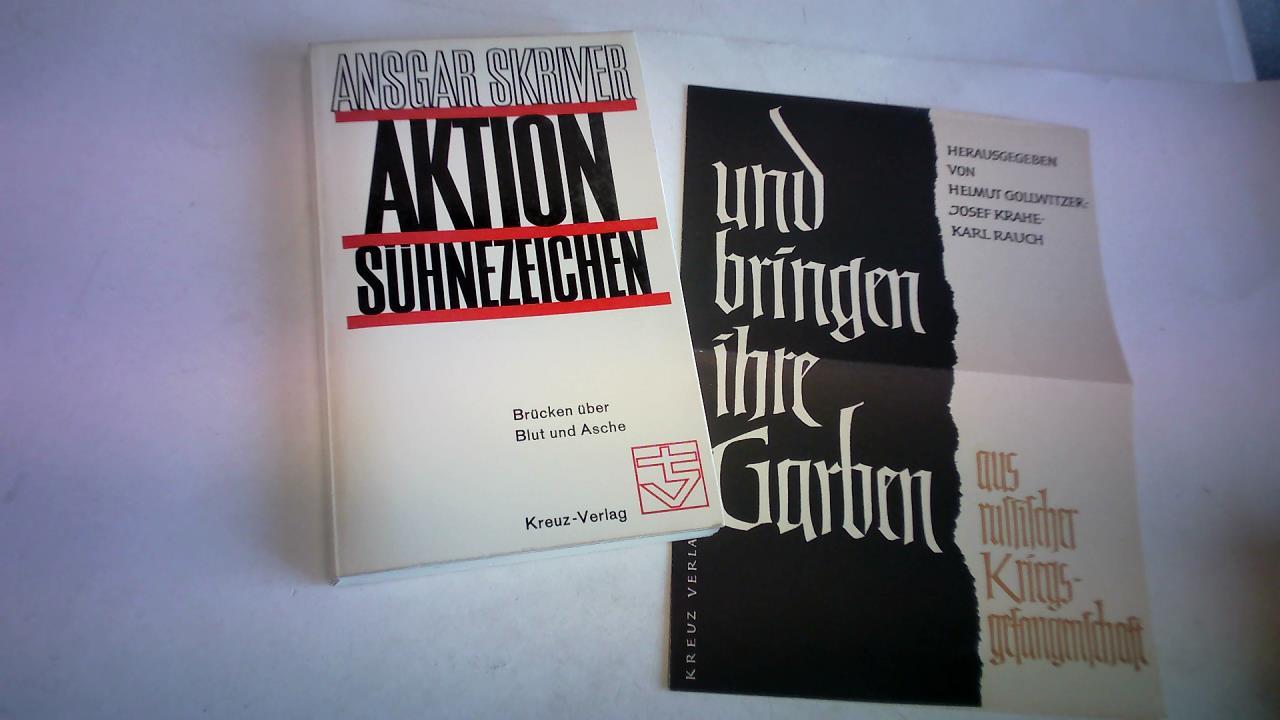 ANSGAR SKRIVER
AKTION
SÜHNEZEICHEN
Brücken über
Blut und Asche
Kreuz-Verlag
und
bringen
ihre
Garben
HERAUSGEGEBEN
VON
HELMUT GOLLWITZER·
JOSEF KRAHE·
KARL RAUCH
aus
russischer
Kriegs-
gefangenschaft
KREUZ VERLA